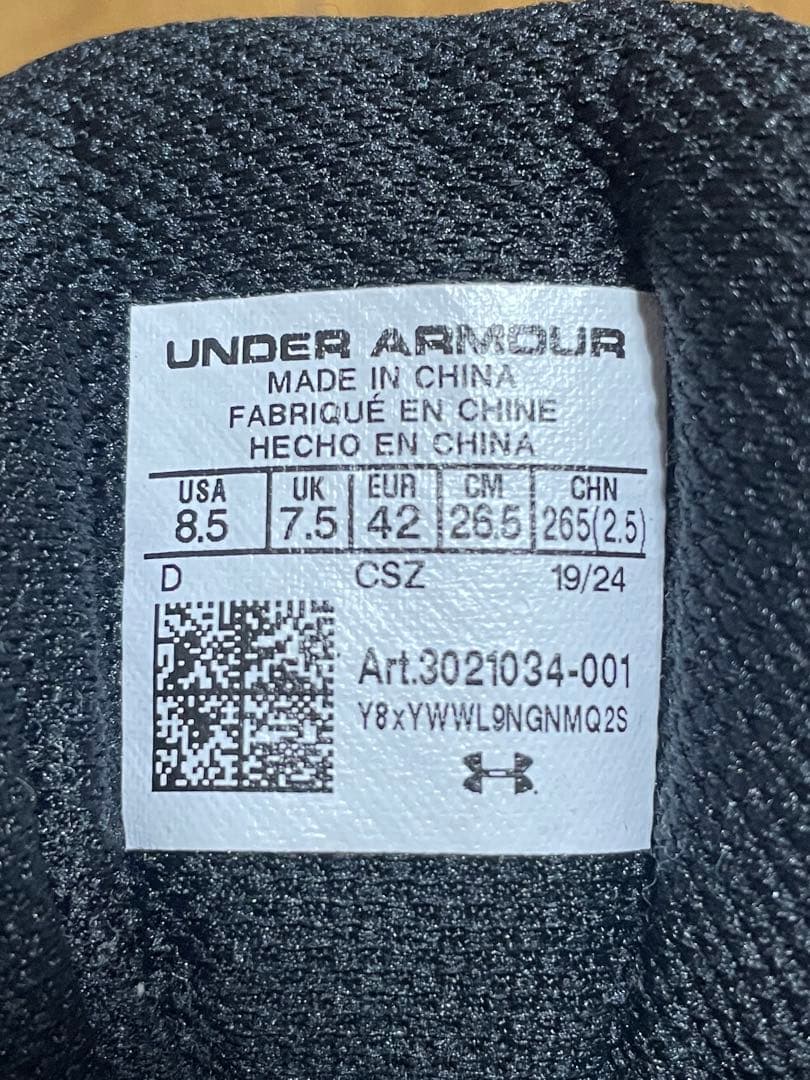 UNDER ARMOUR
MADE IN CHINA
FABRIQUÉ EN CHINE
HECHO EN CHINA
USA UK EUR CM CHN
8.5 7.5 42 26.5 265(2.5)
D CSZ 19/24
Art.3021034-001
Y8xYWWL9NGNMQ2S